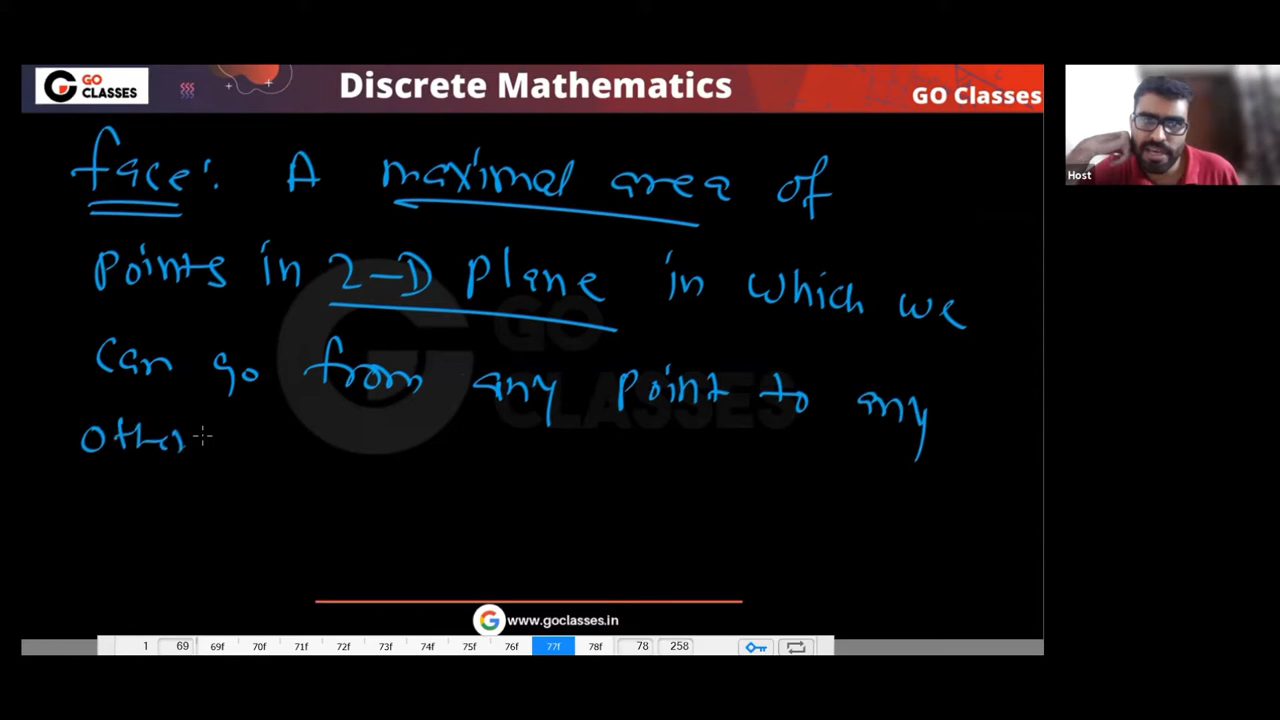 GO
CLASSES
Discrete Mathematics
GO Classes
face: A maximal area of
points in 2-D plane in which we
can go from any point to any
other
GO
CLASSES
Host
www.goclasses.in
1 69 69f 70f 71f 72f 73f 74f 75f 76f 77f 78f 78 258